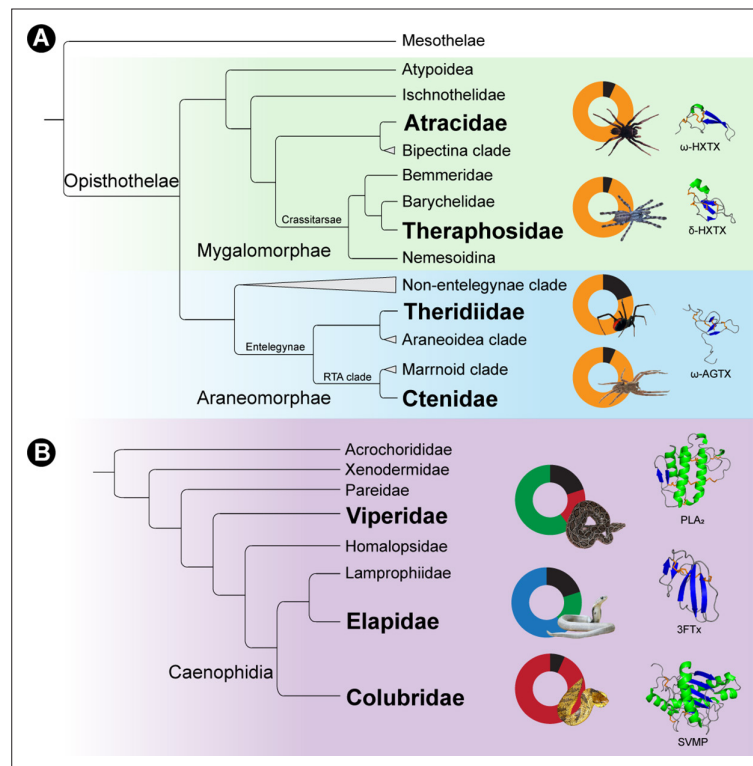 A
Mesothelae
Atypoidea
Ischnothelidae
Atracidae
Bipectina clade
ω-HXTX
Opisthothelae
Bemmeridae
Barychelidae
Crassitarsae
Theraphosidae
δ-HXTX
Mygalomorphae
Nemesoidina
Non-entelegynae clade
Theridiidae
Entelegynae
Araneoidea clade
ω-AGTX
RTA clade
Marrnoid clade
Araneomorphae
Ctenidae
B
Acrochorididae
Xenodermidae
Pareidae
Viperidae
PLA₂
Homalopsidae
Lamprophiidae
Elapidae
3FTx
Caenophidia
Colubridae
SVMP